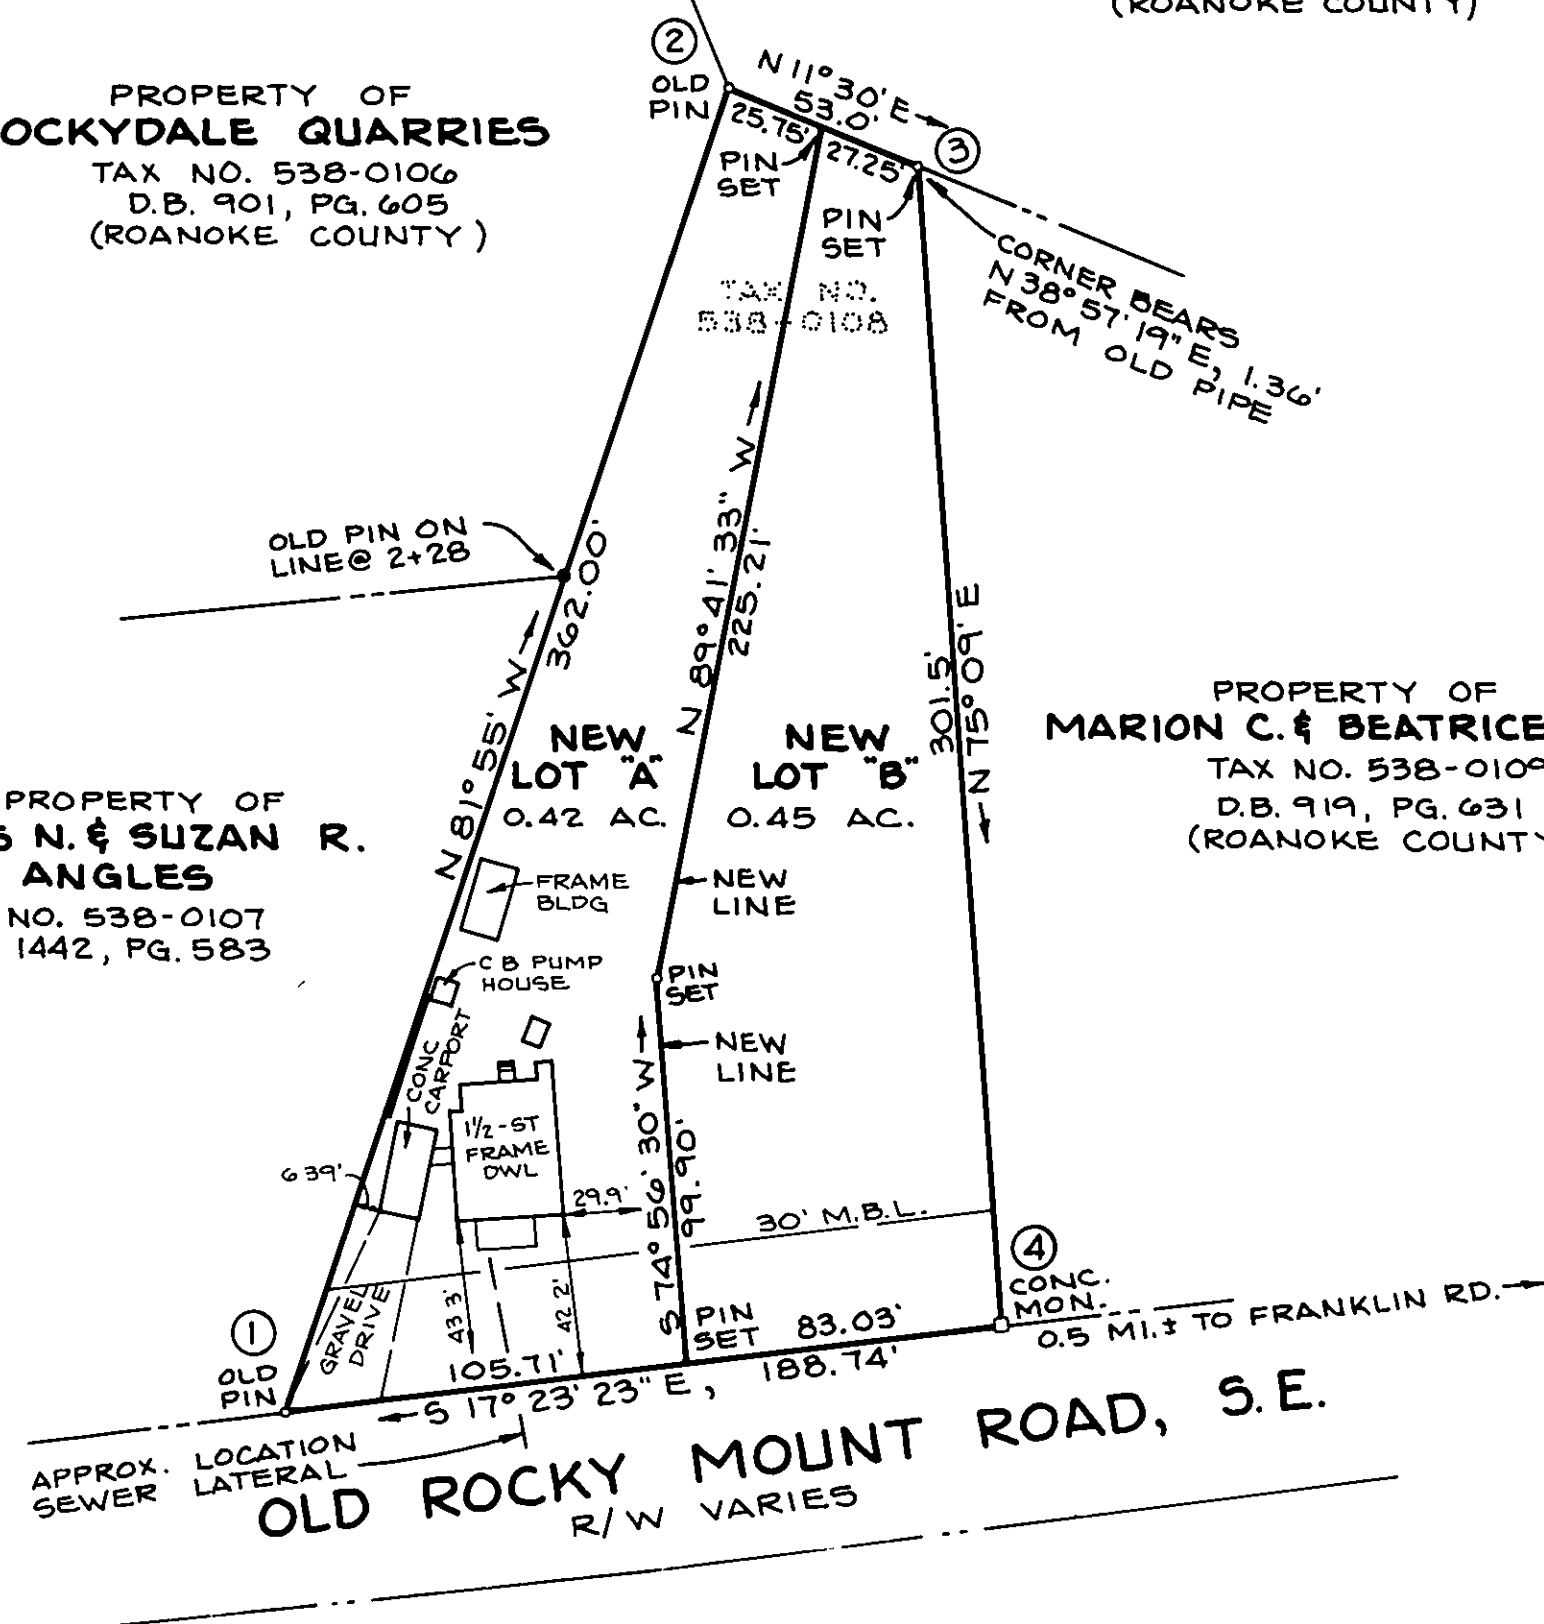 (ROANOKE COUNTY)
2
OLD
PIN
N 11° 30' E
53.0'
25.75'
27.25'
3
PIN
SET
PIN
SET
CORNER BEARS
N 38° 57' 19" E, 1.36'
FROM OLD PIPE
PROPERTY OF
OCKYDALE QUARRIES
TAX NO. 538-0106
D.B. 901, PG. 605
(ROANOKE COUNTY)
TAX NO.
538-0108
OLD PIN ON
LINE @ 2+28
N 81° 55' W
362.00'
N 89° 41' 33" W
225.21'
301.5'
N 75° 09' E
NEW
LOT "A"
0.42 AC.
NEW
LOT "B"
0.45 AC.
PROPERTY OF
MARION C. & BEATRICE
TAX NO. 538-0109
D.B. 919, PG. 631
(ROANOKE COUNTY
PROPERTY OF
S N. & SUZAN R.
ANGLES
NO. 538-0107
1442, PG. 583
FRAME
BLDG
NEW
LINE
C B PUMP
HOUSE
PIN
SET
CONC
CARPORT
NEW
LINE
1½-ST
FRAME
DWL
6 39'
29.9'
S 74° 56' 30" W
99.90'
30' M.B.L.
43 3'
42 2'
GRAVEL
DRIVE
1
OLD
PIN
PIN
SET
4
CONC.
MON.
105.71'
83.03'
S 17° 23' 23" E, 188.74'
0.5 MI.± TO FRANKLIN RD.
APPROX. LOCATION
SEWER LATERAL
OLD ROCKY MOUNT ROAD, S.E.
R/W VARIES